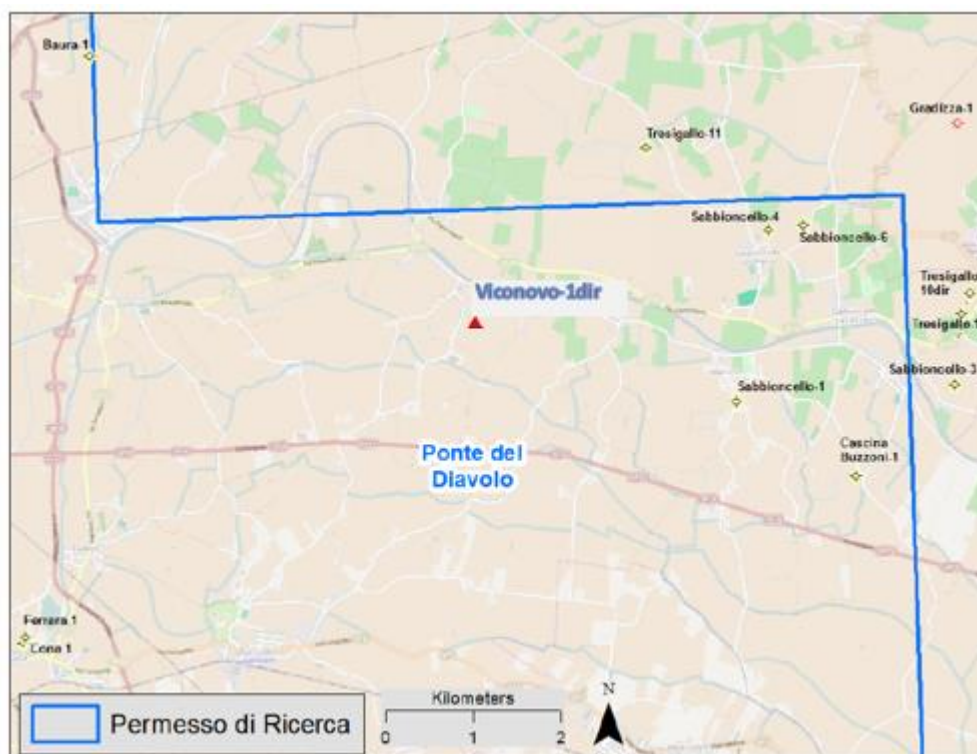 Baura-1
Gradizza-1
Tresigallo-11
Sabbioncello-4
Sabbioncello-6
Tresigallo
10dir
Viconovo-1dir
Tresigallo-1
Sabbioncello-3
Sabbioncello-1
Cascina
Buzzoni-1
Ponte del
Diavolo
Ferrara 1
Cona 1
Kilometers
N
Permesso di Ricerca
0 1 2